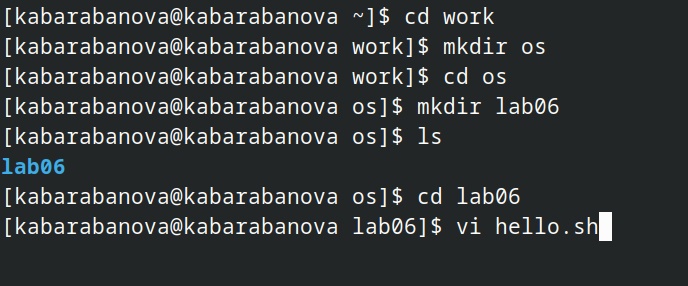 [kabarabanova@kabarabanova ~]$ cd work
[kabarabanova@kabarabanova work]$ mkdir os
[kabarabanova@kabarabanova work]$ cd os
[kabarabanova@kabarabanova os]$ mkdir lab06
[kabarabanova@kabarabanova os]$ ls
lab06
[kabarabanova@kabarabanova os]$ cd lab06
[kabarabanova@kabarabanova lab06]$ vi hello.sh